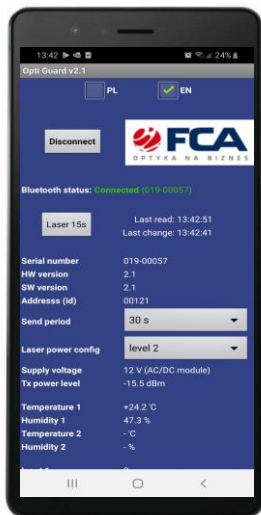 13:42 24%
Opti Guard v2.1
PL EN
Disconnect
FCA
OPTYKA NA BIZNES
Bluetooth status: Connected (019-00057)
Laser 15s
Last read: 13:42:51
Last change: 13:42:41
Serial number 019-00057
HW version 2.1
SW version 2.1
Addresss (id) 00121
Send period 30 s
Laser power config level 2
Supply voltage 12 V (AC/DC module)
Tx power level -15.5 dBm
Temperature 1 +24.2 °C
Humidity 1 47.3 %
Temperature 2 - °C
Humidity 2 - %